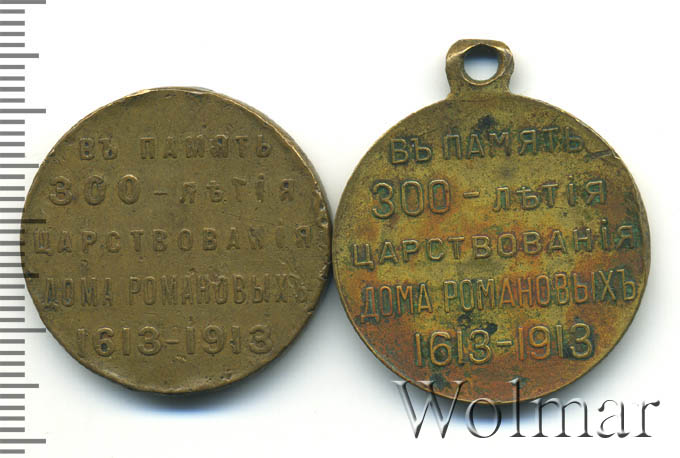 ВЪ ПАМЯТЬ
300-ЛѢТІЯ
ЦАРСТВОВАНІЯ
ДОМА РОМАНОВЫХЪ
1613-1913
ВЪ ПАМЯТЬ
300-ЛѢТІЯ
ЦАРСТВОВАНІЯ
ДОМА РОМАНОВЫХЪ
1613-1913
Wolmar